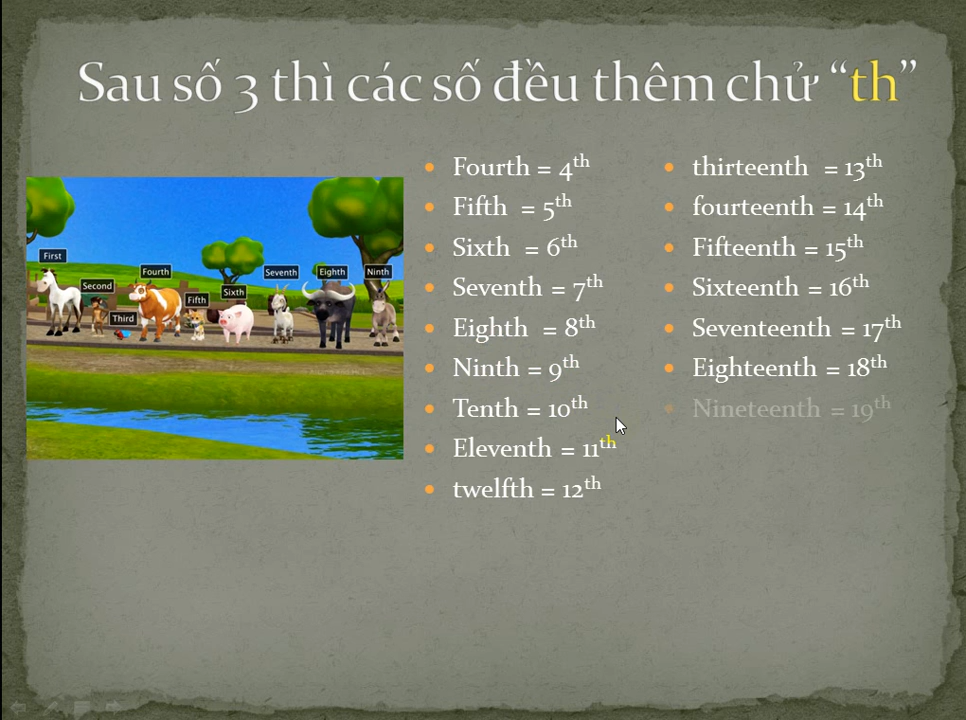 Sau số 3 thì các số đều thêm chử “th”
First
Second
Third
Fourth
Fifth
Sixth
Seventh
Eighth
Ninth
Fourth = 4th
Fifth = 5th
Sixth = 6th
Seventh = 7th
Eighth = 8th
Ninth = 9th
Tenth = 10th
Eleventh = 11th
twelfth = 12th
thirteenth = 13th
fourteenth = 14th
Fifteenth = 15th
Sixteenth = 16th
Seventeenth = 17th
Eighteenth = 18th
Nineteenth = 19th